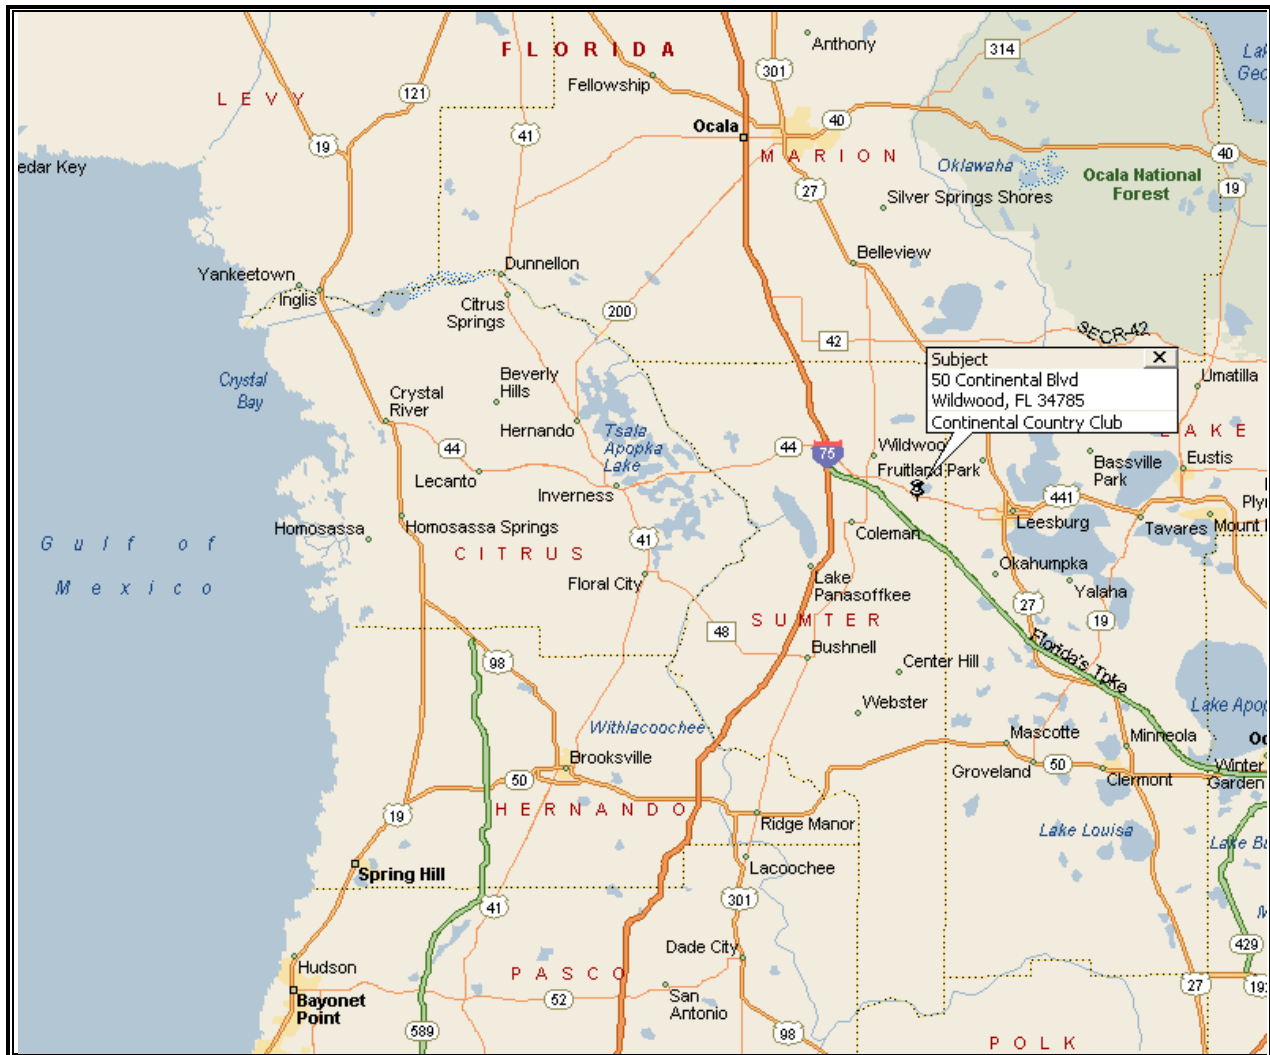 FLORIDA
Anthony
314
Fellowship
301
LEVY
121
41
19
Ocala
40
MARION
40
Oklawaha
Ocala National
Forest
edar Key
27
19
Silver Springs Shores
Belleview
Dunnellon
Yankeetown
Inglis
Citrus
Springs
200
42
SECR-42
Subject
50 Continental Blvd
Wildwood, FL 34785
Continental Country Club
Umatilla
Crystal
Bay
Beverly
Hills
Crystal
River
Hernando
Tsala
Apopka
Lake
44
44
75
Wildwoo
Fruitland Park
LAKE
Bassville
Park
Eustis
Lecanto
Inverness
441
Leesburg
Tavares
Mount
Homosassa
Homosassa Springs
Coleman
Gulf of
Mexico
CITRUS
41
Okahumpka
Yalaha
Floral City
Lake
Panasoffkee
27
19
SUMTER
48
Bushnell
Florida's Tpke
98
Center Hill
Webster
Lake Apop
Withlacoochee
Mascotte
Minneola
Brooksville
50
Groveland
50
Clermont
Winter
Garden
HERNANDO
19
Ridge Manor
Lake Louisa
Spring Hill
Lacoochee
41
301
Dade City
429
Hudson
PASCO
Bayonet
Point
52
San
Antonio
27
589
98
POLK